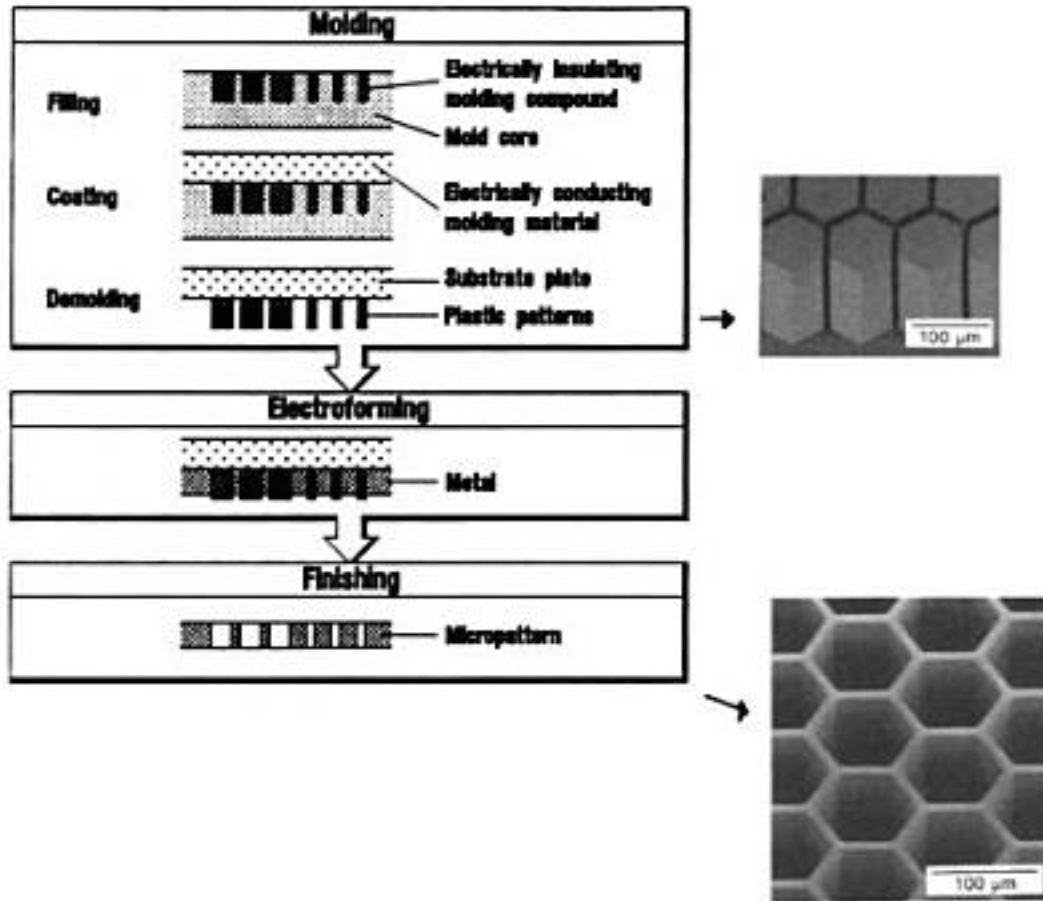 Molding
Filling
Electrically insulating
molding compound
Mold core
Coating
Electrically conducting
molding material
Demolding
Substrate plate
Plastic patterns
100 μm
Electroforming
Metal
Finishing
Micropattern
100 μm